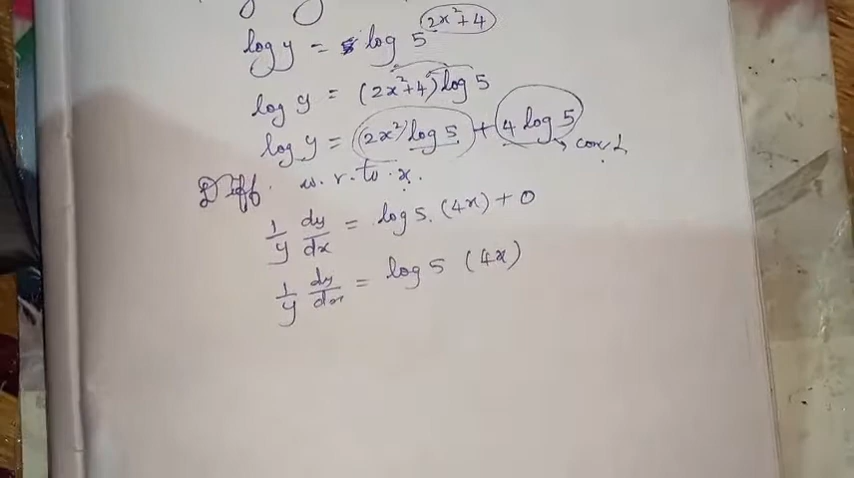 log y = log 5^(2x²+4)
log y = (2x²+4) log 5
log y = (2x²) log 5 + 4 log 5 → const
Diff. w.r.to.x.
1/y dy/dx = log 5. (4x) + 0
1/y dy/dx = log 5 (4x)